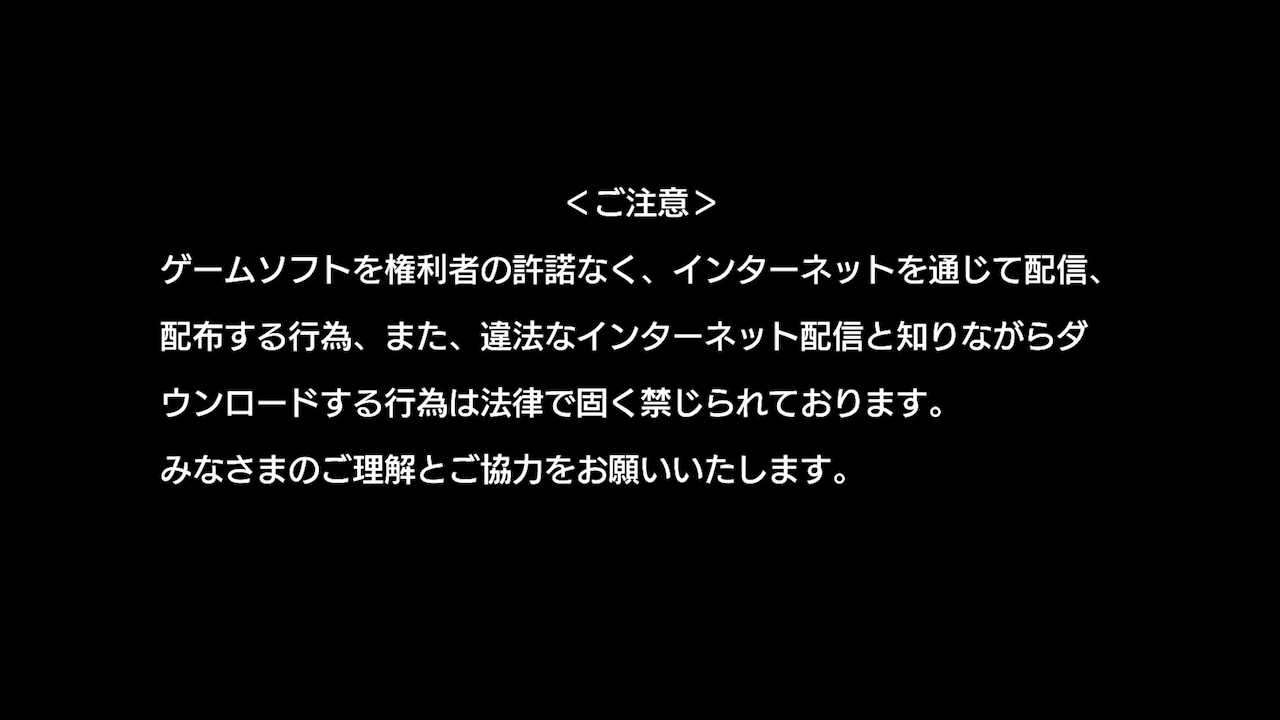 ＜ご注意＞
ゲームソフトを権利者の許諾なく、インターネットを通じて配信、
配布する行為、また、違法なインターネット配信と知りながらダ
ウンロードする行為は法律で固く禁じられております。
みなさまのご理解とご協力をお願いいたします。